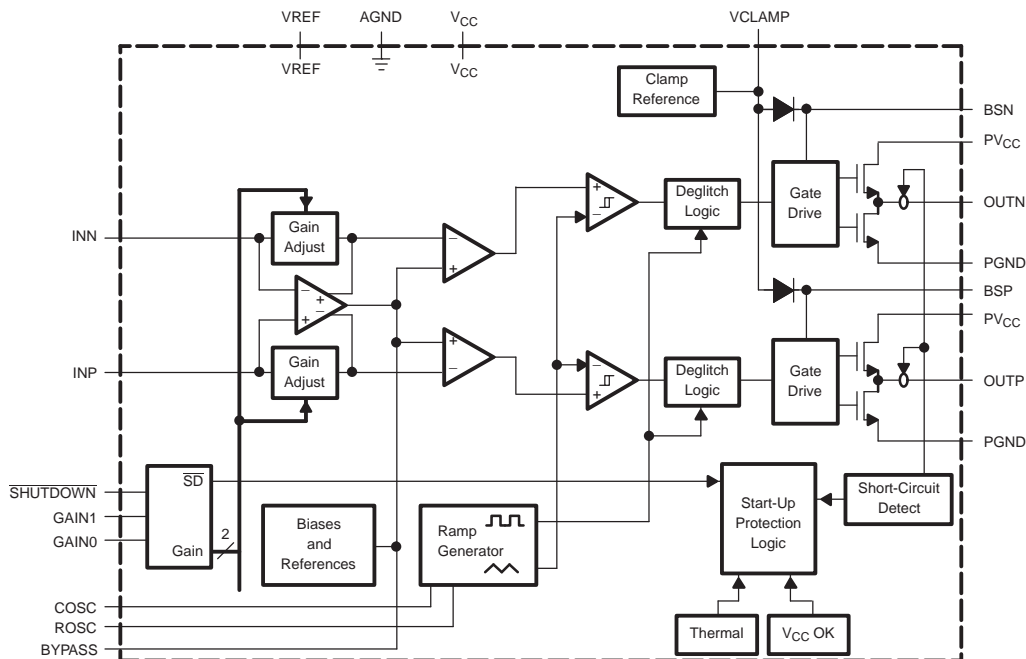 VREF AGND VCC VCLAMP
VREF VCC
Clamp
Reference
BSN
PVCC
Gain
Adjust
+
−
Deglitch
Logic
Gate
Drive
OUTN
INN
−
+
PGND
−
+
+
−
BSP
PVCC
INP
Gain
Adjust
+
−
−
+
Deglitch
Logic
Gate
Drive
OUTP
PGND
SHUTDOWN
GAIN1
GAIN0
SD
Gain
2
Biases
and
References
Ramp
Generator
Start-Up
Protection
Logic
Short-Circuit
Detect
COSC
ROSC
BYPASS
Thermal
VCC OK